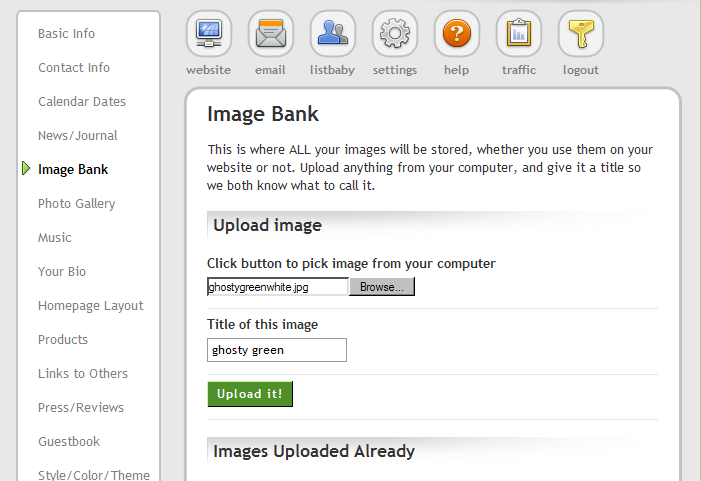 Basic Info
Contact Info
Calendar Dates
News/Journal
Image Bank
Photo Gallery
Music
Your Bio
Homepage Layout
Products
Links to Others
Press/Reviews
Guestbook
Style/Color/Theme
website
email
listbaby
settings
?
help
traffic
logout
Image Bank
This is where ALL your images will be stored, whether you use them on your
website or not. Upload anything from your computer, and give it a title so
we both know what to call it.
Upload image
Click button to pick image from your computer
ghostygreenwhite.jpg
Browse...
Title of this image
ghosty green
Upload it!
Images Uploaded Already